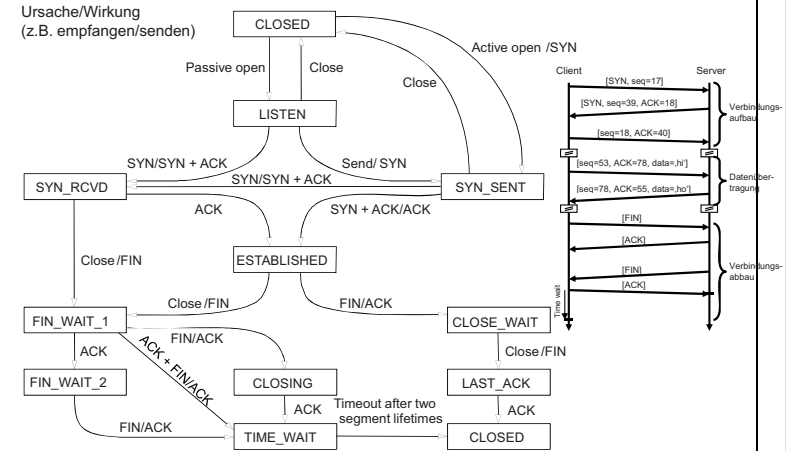 Ursache/Wirkung
(z.B. empfangen/senden)
CLOSED
Active open /SYN
Passive open
Close
Close
LISTEN
SYN/SYN + ACK
Send/ SYN
SYN_RCVD
SYN/SYN + ACK
SYN_SENT
ACK
SYN + ACK/ACK
ESTABLISHED
Close /FIN
Close /FIN
FIN/ACK
FIN_WAIT_1
FIN/ACK
CLOSE_WAIT
ACK
ACK + FIN/ACK
Close /FIN
FIN_WAIT_2
CLOSING
LAST_ACK
ACK
Timeout after two
segment lifetimes
ACK
FIN/ACK
TIME_WAIT
CLOSED
Client
Server
[SYN, seq=17]
[SYN, seq=39, ACK=18]
[seq=18, ACK=40]
Verbindungs-
aufbau
[seq=53, ACK=78, data=‚hi‘]
[seq=78, ACK=55, data=‚ho‘]
Datenüber-
tragung
[FIN]
[ACK]
[FIN]
[ACK]
Verbindungs-
abbau
Time wait